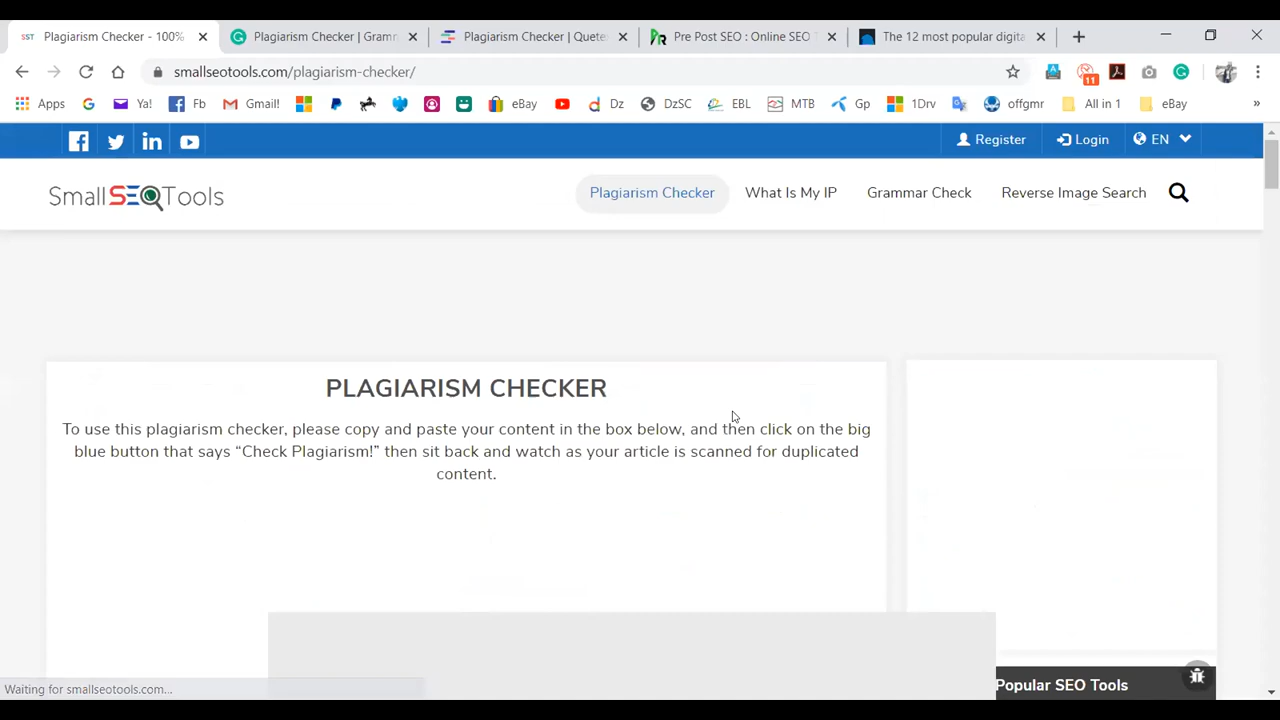 SST Plagiarism Checker - 100%
Plagiarism Checker | Gramm
Plagiarism Checker | Quete
Pre Post SEO : Online SEO T
The 12 most popular digita
smallseotools.com/plagiarism-checker/
11
Apps
Ya!
Fb
Gmail!
eBay
Dz
DzSC
EBL
MTB
Gp
1Drv
offgmr
All in 1
eBay
»
Register
Login
EN
SmallSEOTools
Plagiarism Checker
What Is My IP
Grammar Check
Reverse Image Search
PLAGIARISM CHECKER
To use this plagiarism checker, please copy and paste your content in the box below, and then click on the big
blue button that says “Check Plagiarism!” then sit back and watch as your article is scanned for duplicated
content.
Popular SEO Tools
Waiting for smallseotools.com...